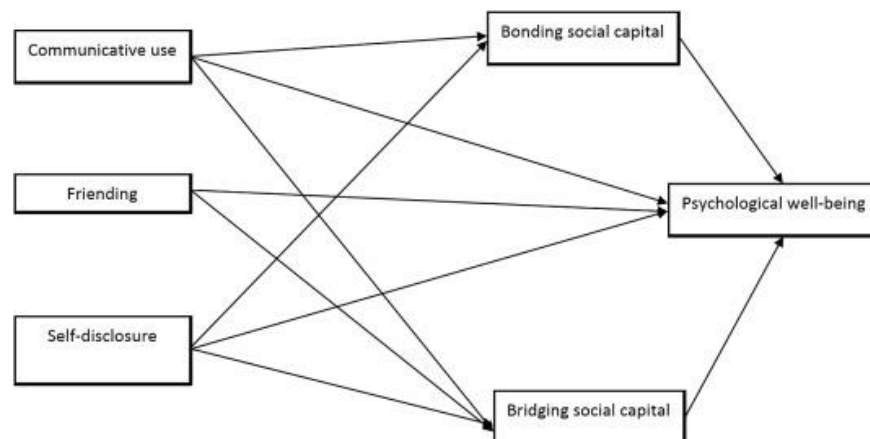 Communicative use
Bonding social capital
Friending
Psychological well-being
Self-disclosure
Bridging social capital